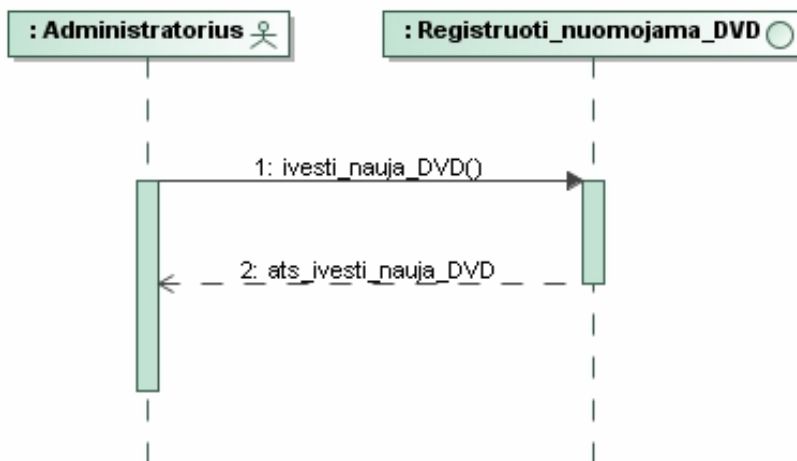 : Administratorius
: Registruoti_nuomojama_DVD
1: ivesti_nauja_DVD()
2: ats_ivesti_nauja_DVD